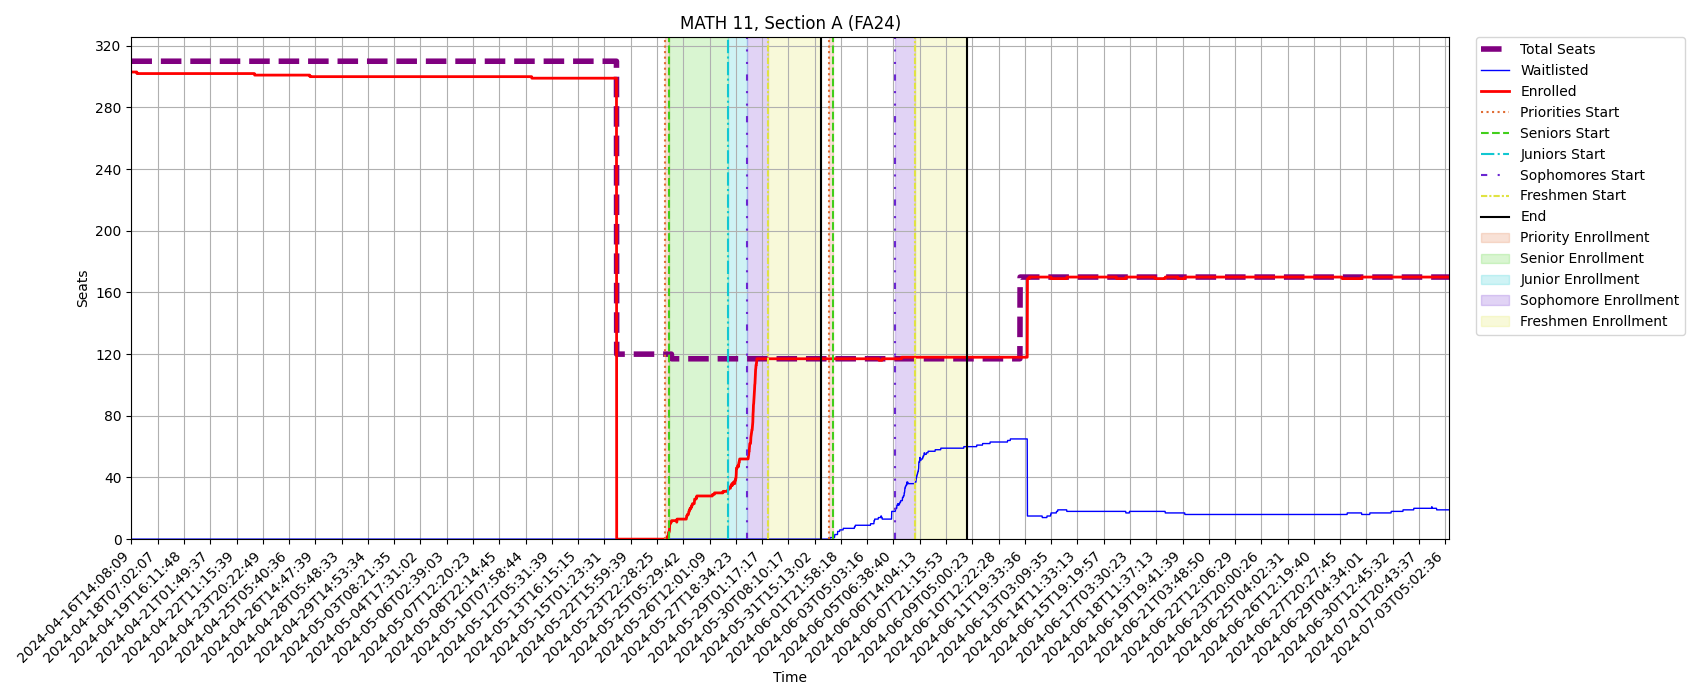 MATH 11, Section A (FA24)
320
280
240
200
160
120
80
40
0
Seats
2024-04-16T14:08:09
2024-04-18T07:02:07
2024-04-19T16:11:48
2024-04-21T01:49:37
2024-04-22T11:15:39
2024-04-23T20:22:49
2024-04-25T05:40:36
2024-04-26T14:47:39
2024-04-28T05:48:33
2024-04-29T14:53:34
2024-05-03T08:21:35
2024-05-04T17:31:02
2024-05-06T02:39:03
2024-05-07T12:20:23
2024-05-08T22:14:45
2024-05-10T07:58:44
2024-05-12T05:31:39
2024-05-13T16:15:15
2024-05-15T01:23:31
2024-05-22T15:59:39
2024-05-23T22:28:25
2024-05-25T05:29:42
2024-05-26T12:01:09
2024-05-27T18:34:23
2024-05-29T01:17:17
2024-05-30T08:10:17
2024-05-31T15:13:02
2024-06-01T21:58:18
2024-06-03T05:03:16
2024-06-05T06:38:40
2024-06-06T14:04:13
2024-06-07T21:15:53
2024-06-09T05:00:23
2024-06-10T12:22:28
2024-06-11T19:33:36
2024-06-13T03:09:35
2024-06-14T11:33:13
2024-06-15T19:19:57
2024-06-17T03:30:23
2024-06-18T11:37:13
2024-06-19T19:41:39
2024-06-21T03:48:50
2024-06-22T12:06:29
2024-06-23T20:00:26
2024-06-25T04:02:31
2024-06-26T12:19:40
2024-06-27T20:27:45
2024-06-29T04:34:01
2024-06-30T12:45:32
2024-07-01T20:43:37
2024-07-03T05:02:36
Time
Total Seats
Waitlisted
Enrolled
Priorities Start
Seniors Start
Juniors Start
Sophomores Start
Freshmen Start
End
Priority Enrollment
Senior Enrollment
Junior Enrollment
Sophomore Enrollment
Freshmen Enrollment